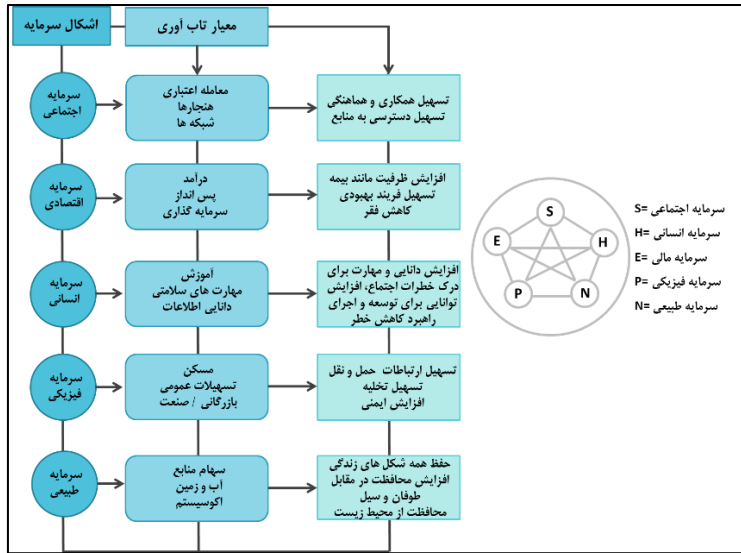 اشکال سرمایه
معیار تاب آوری
سرمایه
اجتماعی
معامله اعتباری
هنجارها
شبکه ها
تسهیل همکاری و هماهنگی
تسهیل دسترسی به منابع
سرمایه
اقتصادی
درآمد
پس انداز
سرمایه گذاری
افزایش ظرفیت مانند بیمه
تسهیل فریند بهبودی
کاهش فقر
سرمایه
انسانی
آموزش
مهارت های سلامتی
دانایی اطلاعات
افزایش دانایی و مهارت برای
درک خطرات اجتماع، افزایش
توانایی برای توسعه و اجرای
راهبرد کاهش خطر
سرمایه
فیزیکی
مسکن
تسهیلات عمومی
بازرگانی / صنعت
تسهیل ارتباطات حمل و نقل
تسهیل تخلیه
افزایش ایمنی
سرمایه
طبیعی
سهام منابع
آب و زمین
اکوسیستم
حفظ همه شکل های زندگی
افزایش محافظت در مقابل
طوفان و سیل
محافظت از محیط زیست
S
E
H
P
N
S= سرمایه اجتماعی
H= سرمایه انسانی
E= سرمایه مالی
P= سرمایه فیزیکی
N= سرمایه طبیعی